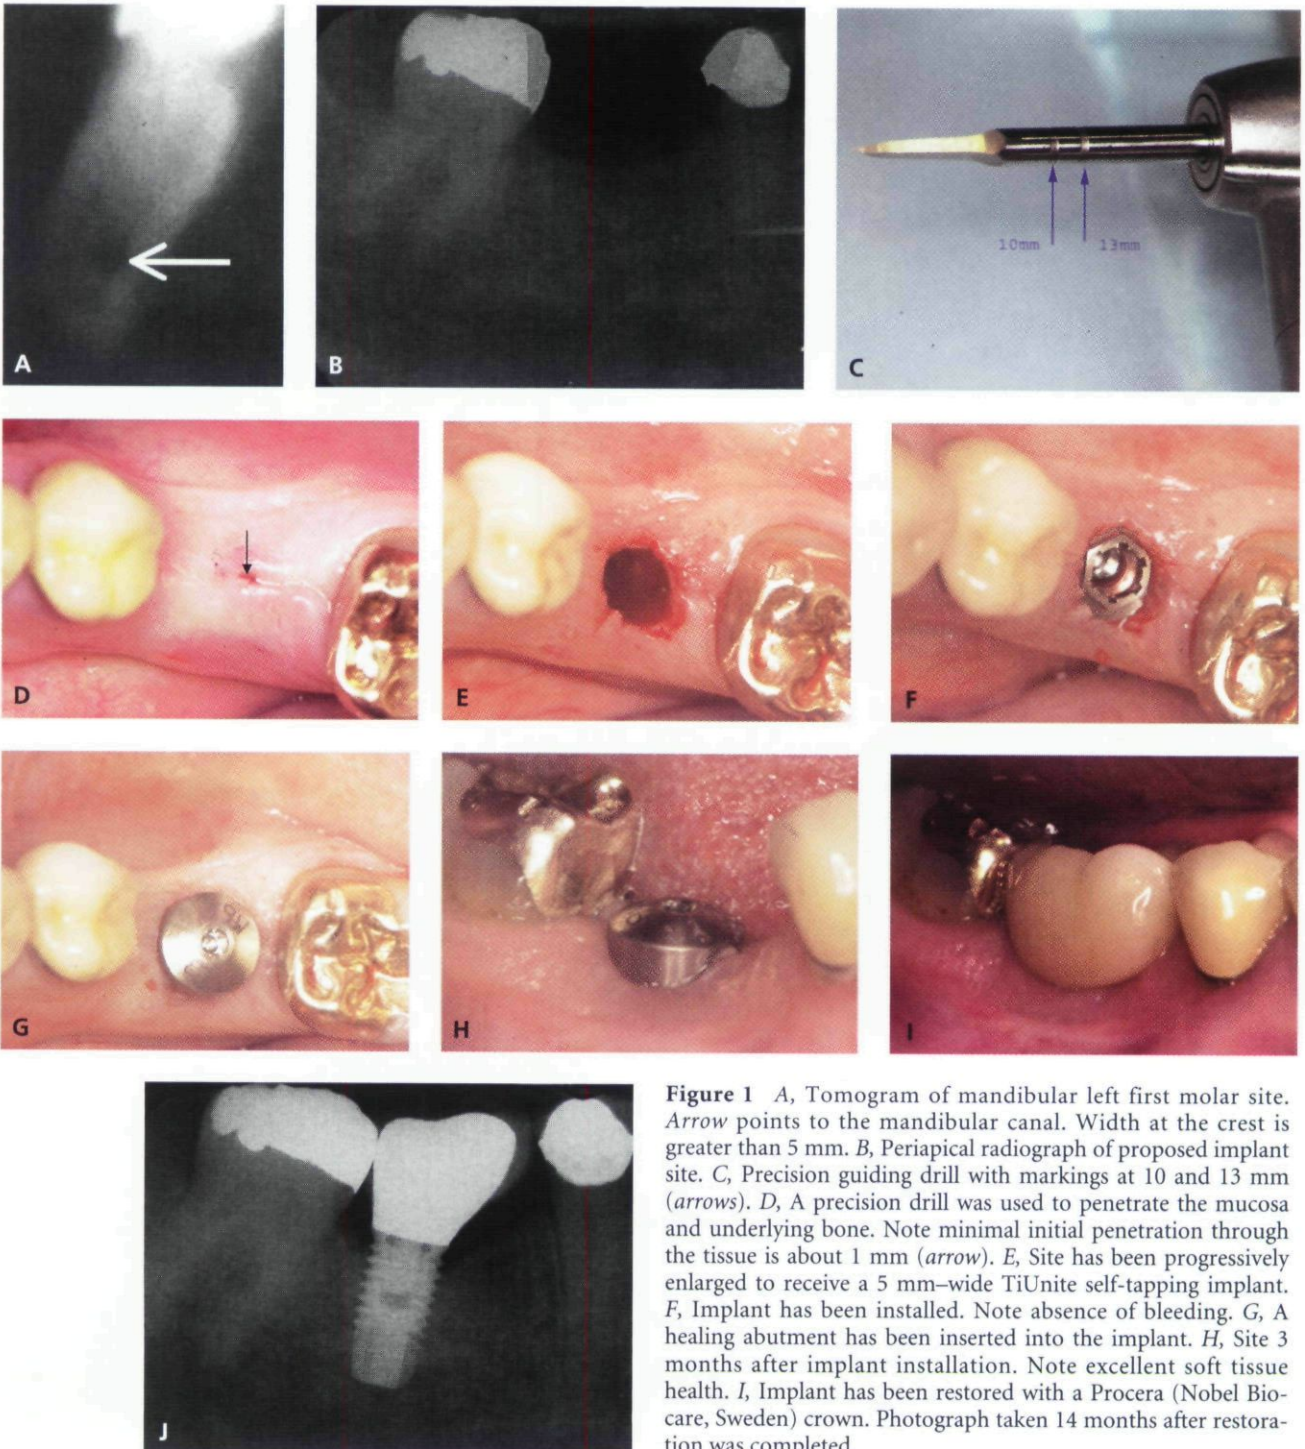 A
B
C
10mm
13mm
D
E
F
G
H
I
J
Figure 1 A, Tomogram of mandibular left first molar site.
Arrow points to the mandibular canal. Width at the crest is
greater than 5 mm. B, Periapical radiograph of proposed implant
site. C, Precision guiding drill with markings at 10 and 13 mm
(arrows). D, A precision drill was used to penetrate the mucosa
and underlying bone. Note minimal initial penetration through
the tissue is about 1 mm (arrow). E, Site has been progressively
enlarged to receive a 5 mm–wide TiUnite self-tapping implant.
F, Implant has been installed. Note absence of bleeding. G, A
healing abutment has been inserted into the implant. H, Site 3
months after implant installation. Note excellent soft tissue
health. I, Implant has been restored with a Procera (Nobel Bio-
care, Sweden) crown. Photograph taken 14 months after restora-
tion was completed